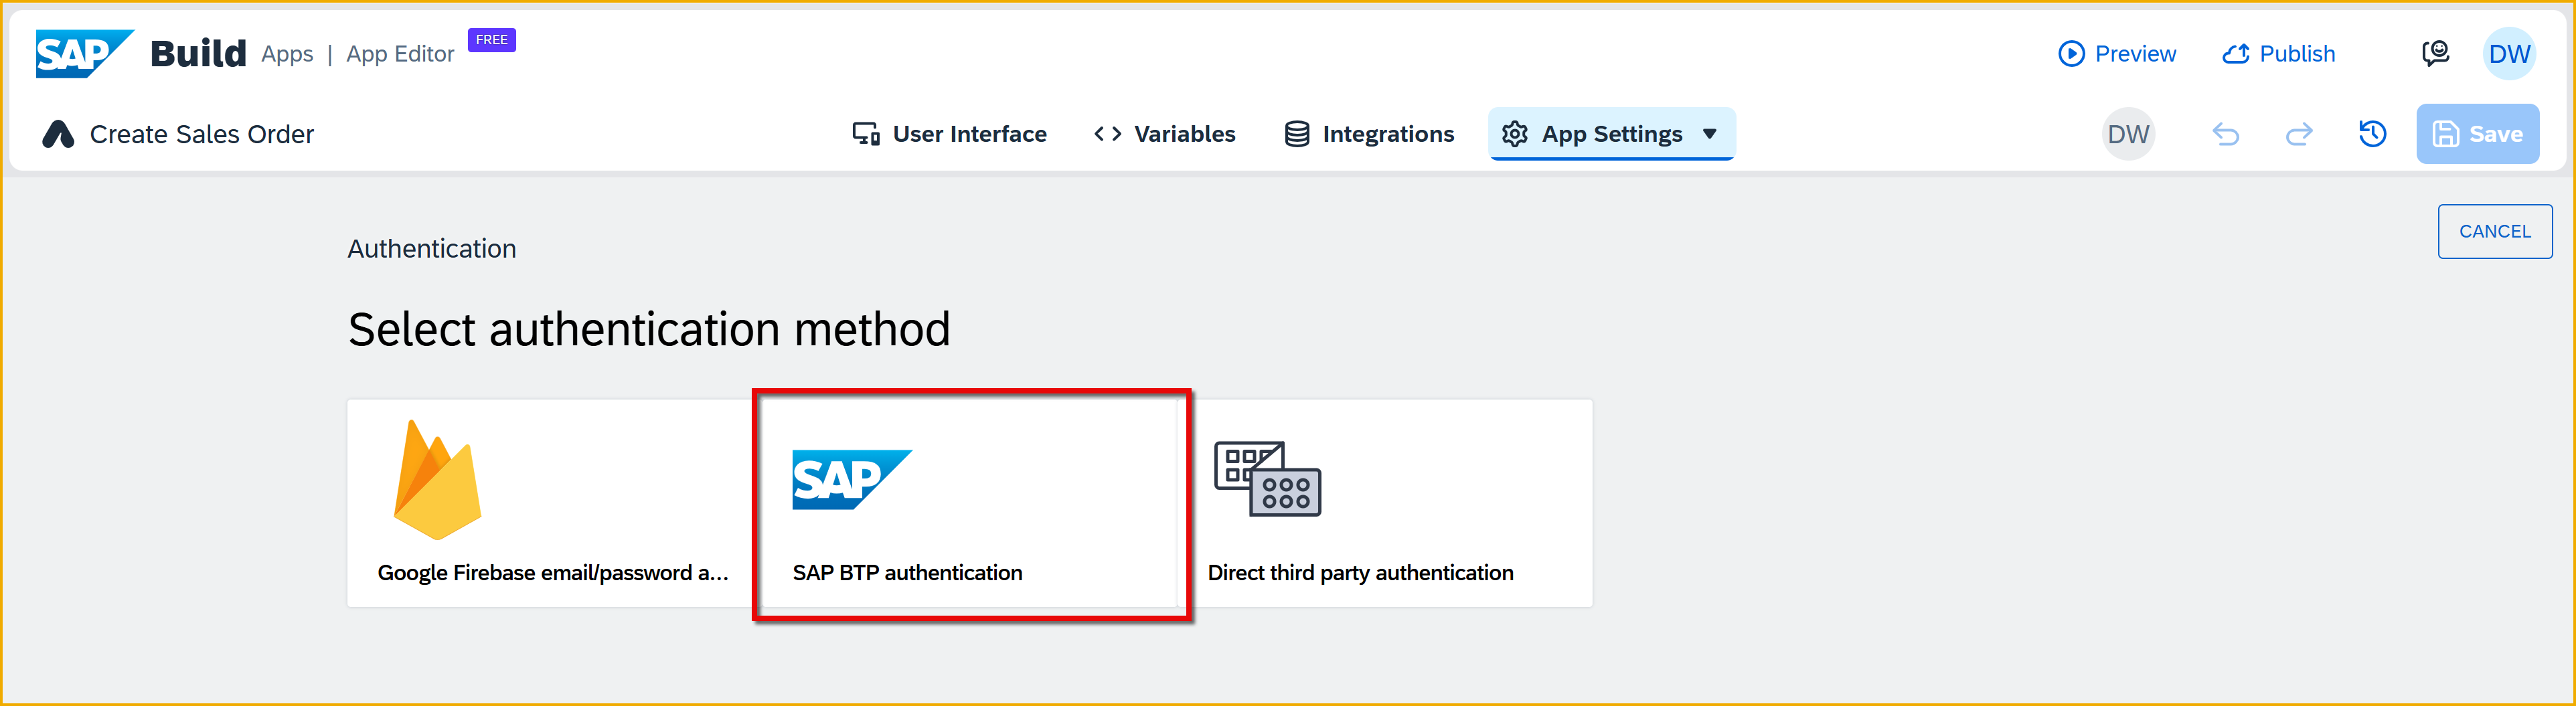 SAP Build Apps | App Editor FREE Preview Publish DW
Create Sales Order User Interface Variables Integrations App Settings DW Save
CANCEL
Authentication
Select authentication method
SAP
Google Firebase email/password a... SAP BTP authentication Direct third party authentication